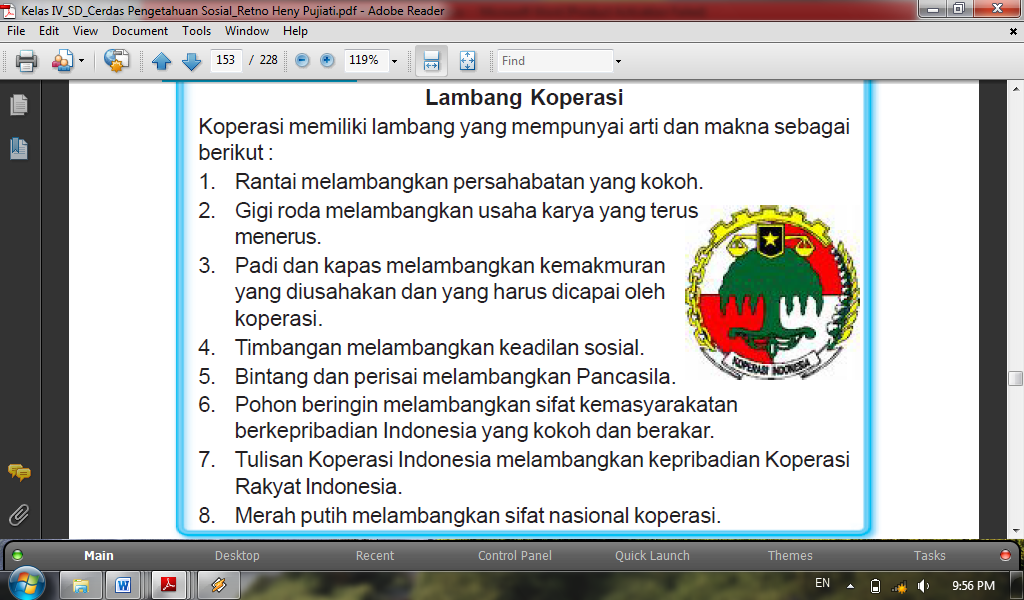 Kelas IV_SD_Cerdas Pengetahuan Sosial_Retno Heny Pujiati.pdf - Adobe Reader
File Edit View Document Tools Window Help
153 / 228 119% Find
Lambang Koperasi
Koperasi memiliki lambang yang mempunyai arti dan makna sebagai
berikut :
1. Rantai melambangkan persahabatan yang kokoh.
2. Gigi roda melambangkan usaha karya yang terus
menerus.
3. Padi dan kapas melambangkan kemakmuran
yang diusahakan dan yang harus dicapai oleh
koperasi.
4. Timbangan melambangkan keadilan sosial.
5. Bintang dan perisai melambangkan Pancasila.
KOPERASI INDONESIA
6. Pohon beringin melambangkan sifat kemasyarakatan
berkepribadian Indonesia yang kokoh dan berakar.
7. Tulisan Koperasi Indonesia melambangkan kepribadian Koperasi
Rakyat Indonesia.
8. Merah putih melambangkan sifat nasional koperasi.
Main Desktop Recent Control Panel Quick Launch Themes Tasks
EN 9:56 PM